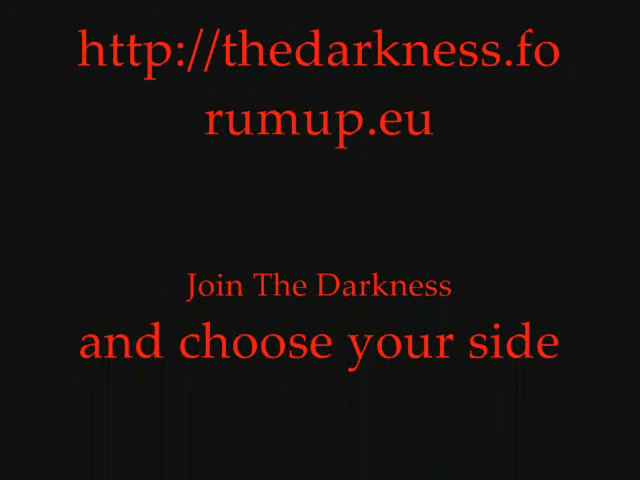 http://thedarkness.fo
rumup.eu
Join The Darkness
and choose your side